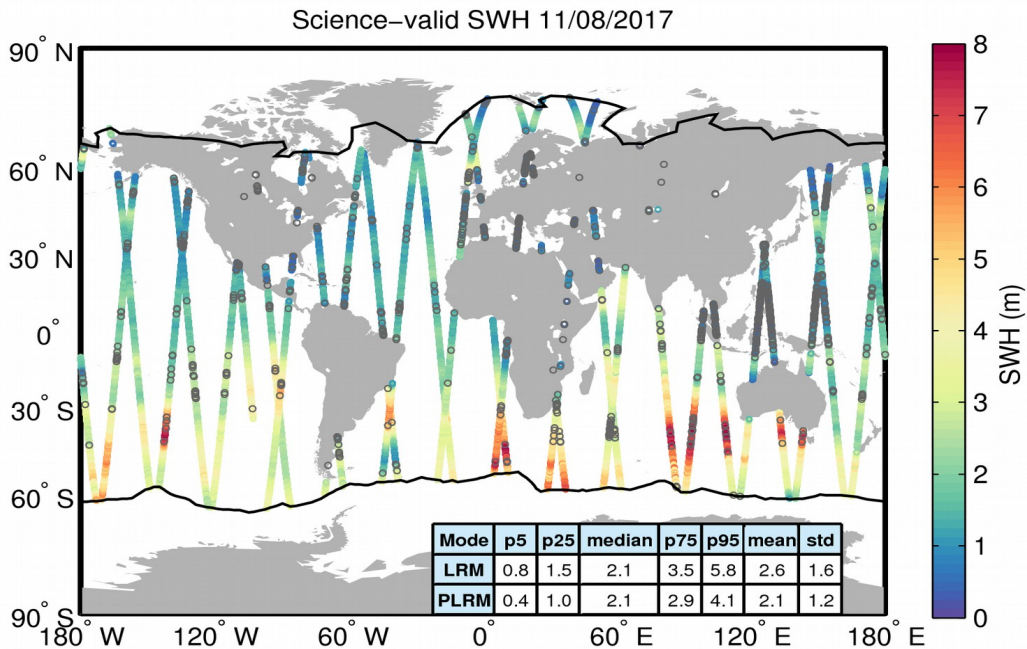 Science−valid SWH 11/08/2017
90° N
60° N
30° N
0°
30° S
60° S
90° S
180° W
120° W
60° W
0°
60° E
120° E
180° E
Mode p5 p25 median p75 p95 mean std
LRM 0.8 1.5 2.1 3.5 5.8 2.6 1.6
PLRM 0.4 1.0 2.1 2.9 4.1 2.1 1.2
8
7
6
5
4
3
2
1
0
SWH (m)